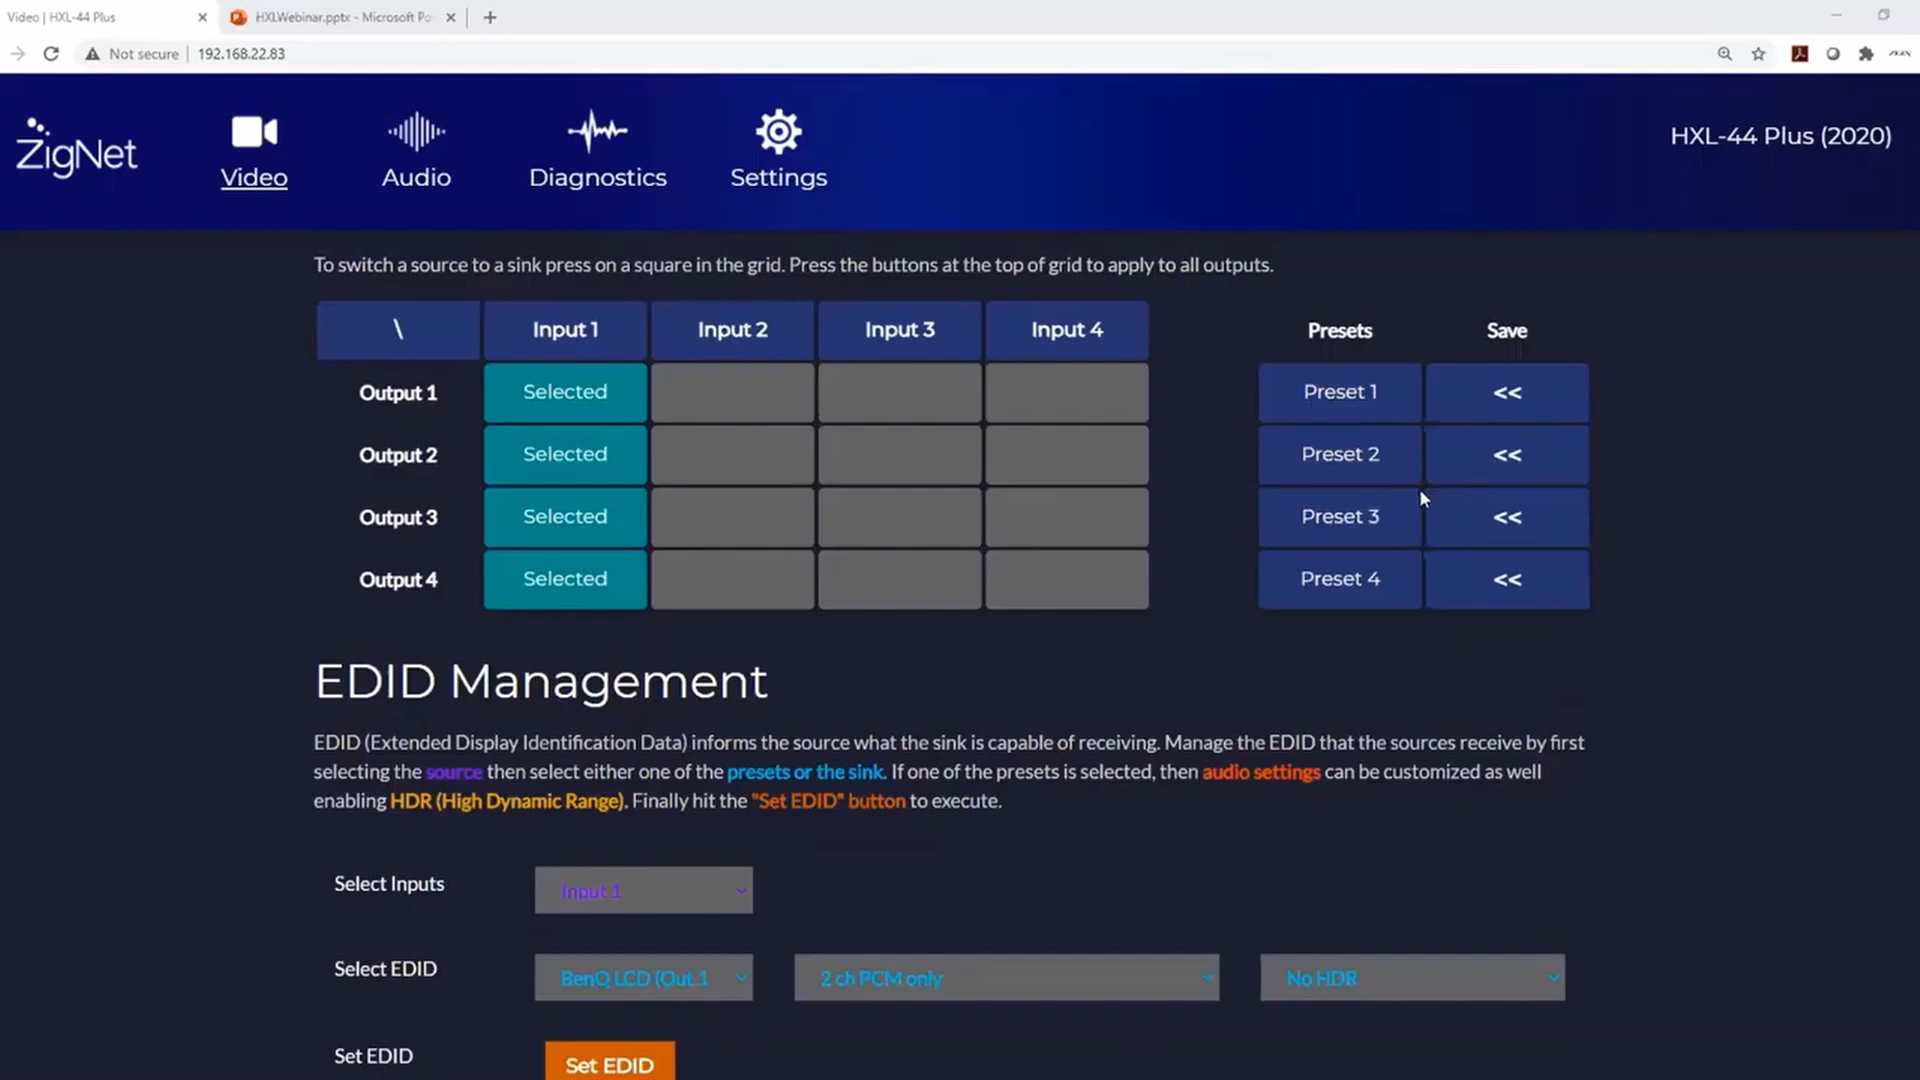 Video | HXL-44 Plus
HXLWebinar.pptx - Microsoft Po
Not secure | 192.168.22.83
ZigNet
Video
Audio
Diagnostics
Settings
HXL-44 Plus (2020)
To switch a source to a sink press on a square in the grid. Press the buttons at the top of grid to apply to all outputs.
\ Input 1 Input 2 Input 3 Input 4 Presets Save
Output 1 Selected Preset 1 <<
Output 2 Selected Preset 2 <<
Output 3 Selected Preset 3 <<
Output 4 Selected Preset 4 <<
EDID Management
EDID (Extended Display Identification Data) informs the source what the sink is capable of receiving. Manage the EDID that the sources receive by first
selecting the source then select either one of the presets or the sink. If one of the presets is selected, then audio settings can be customized as well
enabling HDR (High Dynamic Range). Finally hit the "Set EDID" button to execute.
Select Inputs Input 1
Select EDID BenQ LCD (Out 1 2 ch PCM only No HDR
Set EDID Set EDID